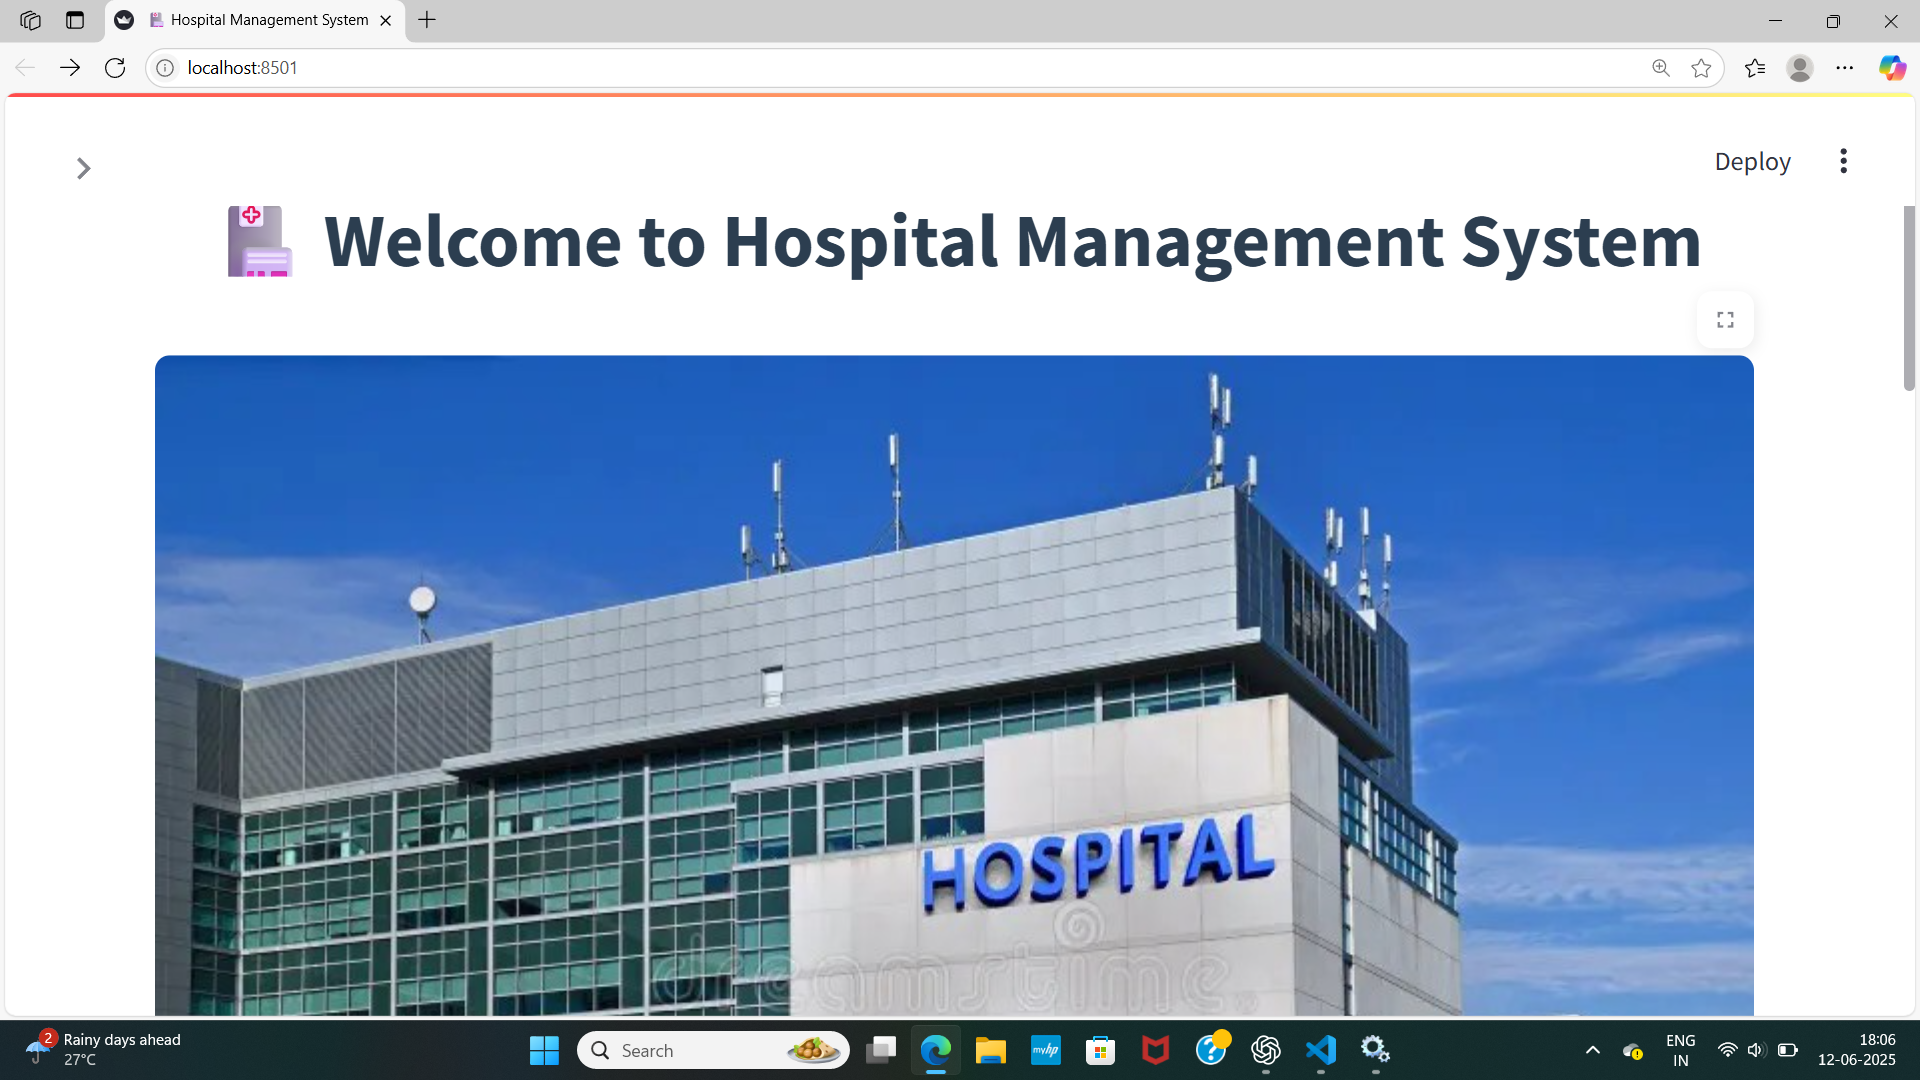 Hospital Management System
localhost:8501
Deploy
Welcome to Hospital Management System
HOSPITAL
dreamstime
2
Rainy days ahead
27°C
Search
myhp
?
ENG
IN
18:06
12-06-2025